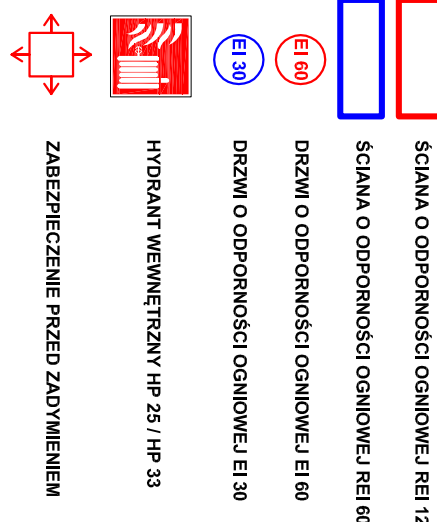 ŚCIANA O ODPORNOŚCI OGNIOWEJ REI
ŚCIANA O ODPORNOŚCI OGNIOWEJ REI 60
EI 60 DRZWI O ODPORNOŚCI OGNIOWEJ EI 60
EI 30 DRZWI O ODPORNOŚCI OGNIOWEJ EI 30
HYDRANT WEWNĘTRZNY HP 25 / HP 33
ZABEZPIECZENIE PRZED ZADYMIENIEM